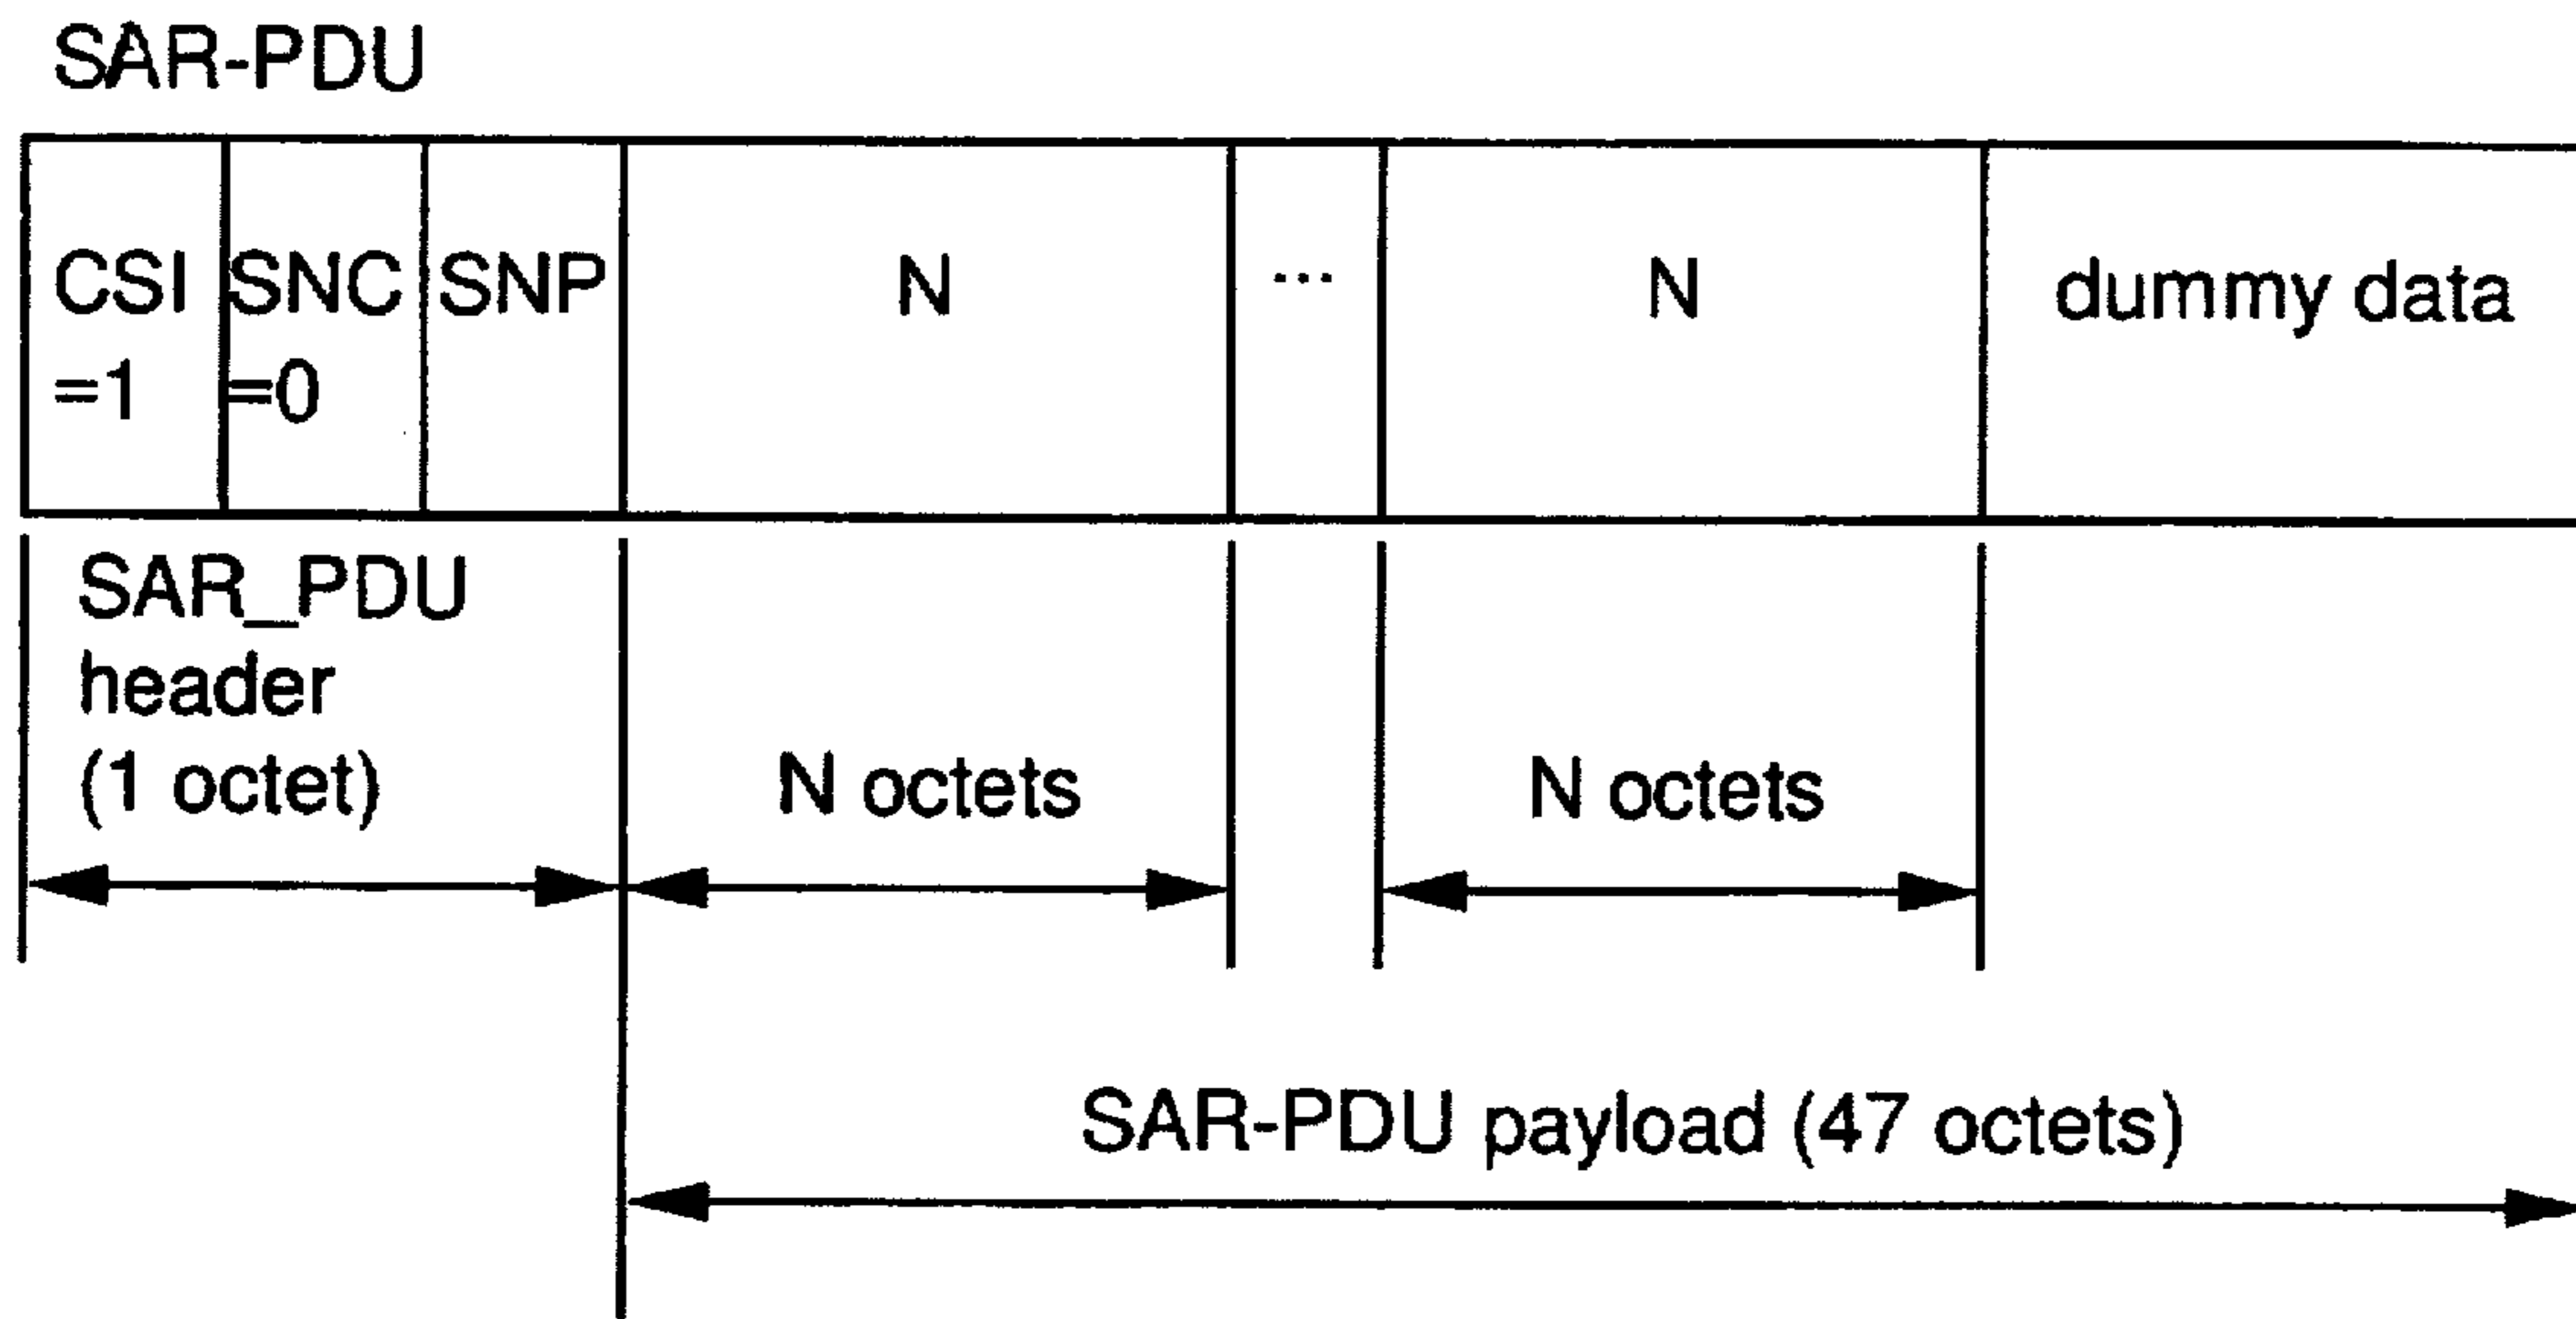 SAR-PDU
CSI SNC SNP N ... N dummy data
=1 =0
SAR_PDU
header
(1 octet) N octets N octets
SAR-PDU payload (47 octets)